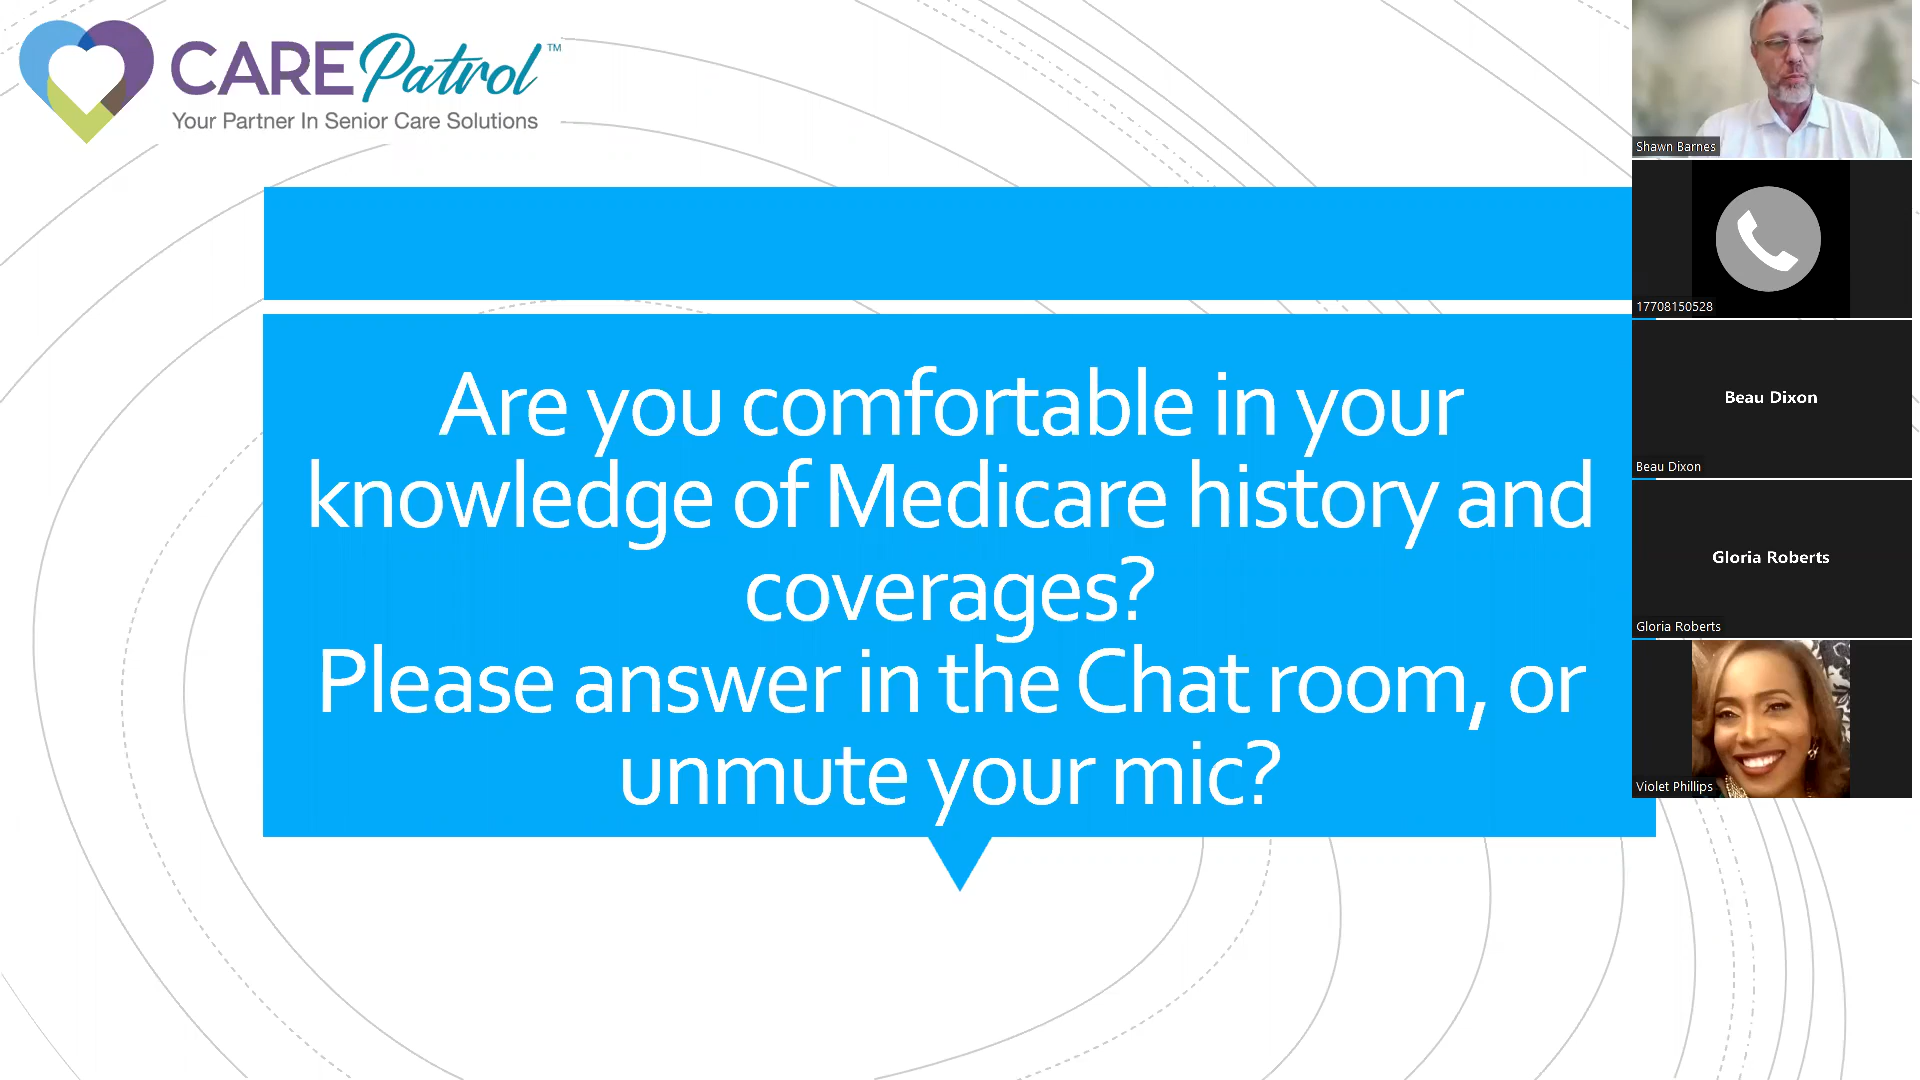 CAREPatrol™
Your Partner In Senior Care Solutions
Are you comfortable in your
knowledge of Medicare history and
coverages?
Please answer in the Chat room, or
unmute your mic?
Shawn Barnes
17708150528
Beau Dixon
Beau Dixon
Gloria Roberts
Gloria Roberts
Violet Phillips